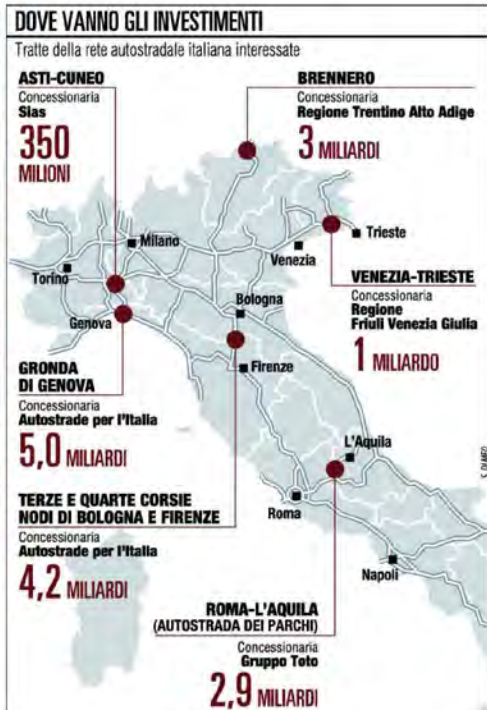 DOVE VANNO GLI INVESTIMENTI
Tratte della rete autostradale italiana interessate
ASTI-CUNEO
Concessionaria
Sias
350
MILIONI
BRENNERO
Concessionaria
Regione Trentino Alto Adige
3 MILIARDI
Milano
Torino
Venezia
Trieste
Genova
Bologna
VENEZIA-TRIESTE
Concessionaria
Regione
Friuli Venezia Giulia
1 MILIARDO
Firenze
GRONDA
DI GENOVA
Concessionaria
Autostrade per l'Italia
5,0 MILIARDI
L'Aquila
Roma
TERZE E QUARTE CORSIE
NODI DI BOLOGNA E FIRENZE
Concessionaria
Autostrade per l'Italia
4,2 MILIARDI
Napoli
ROMA-L'AQUILA
(AUTOSTRADA DEI PARCHI)
Concessionaria
Gruppo Toto
2,9 MILIARDI